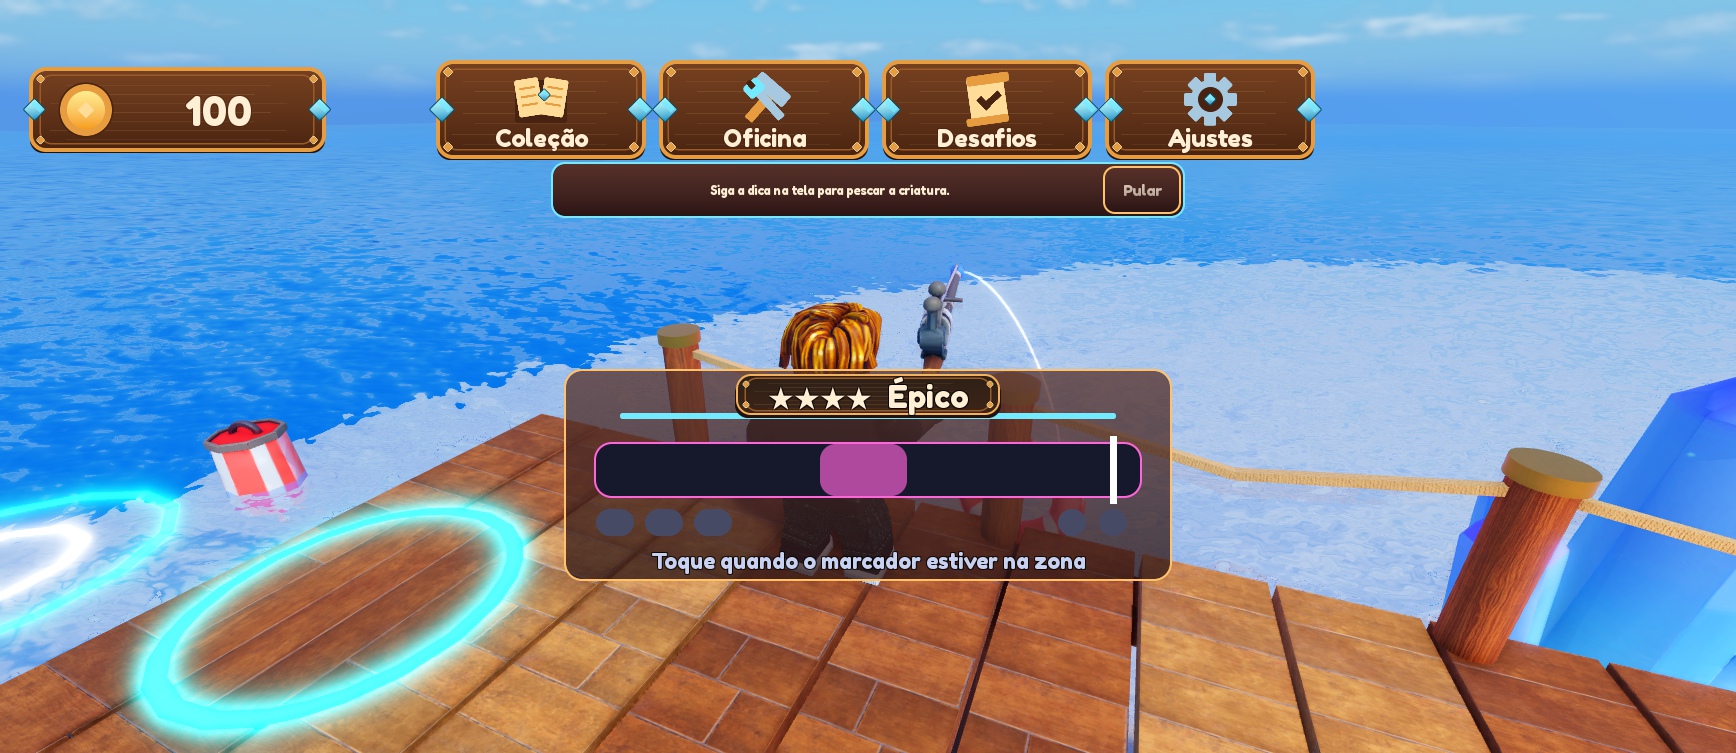 100
Coleção
Oficina
Desafios
Ajustes
Siga a dica na tela para pescar a criatura.
Pular
★★★★ Épico
Toque quando o marcador estiver na zona